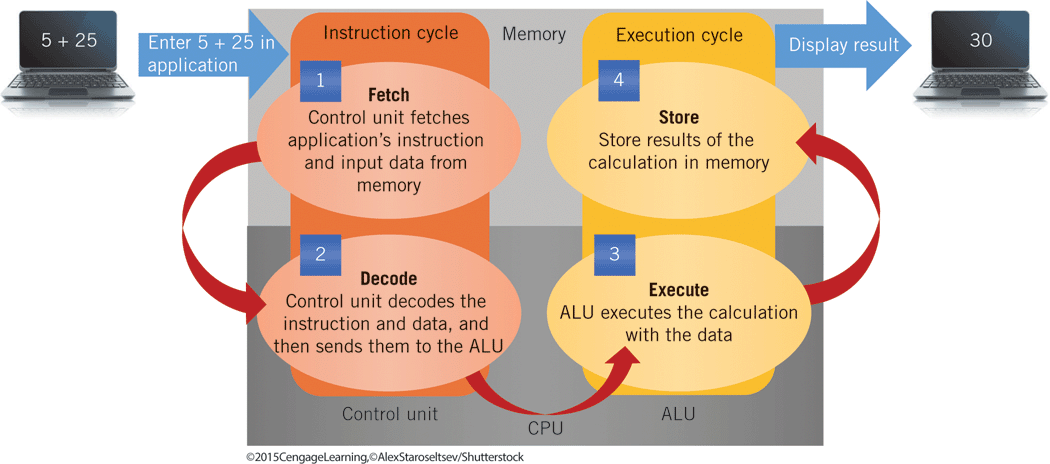 5 + 25
Enter 5 + 25 in
application
Instruction cycle
Memory
Execution cycle
Display result
30
1
Fetch
Control unit fetches
application’s instruction
and input data from
memory
2
Decode
Control unit decodes the
instruction and data, and
then sends them to the ALU
Control unit
CPU
3
Execute
ALU executes the calculation
with the data
ALU
4
Store
Store results of the
calculation in memory
©2015CengageLearning,©AlexStaroseltsev/Shutterstock